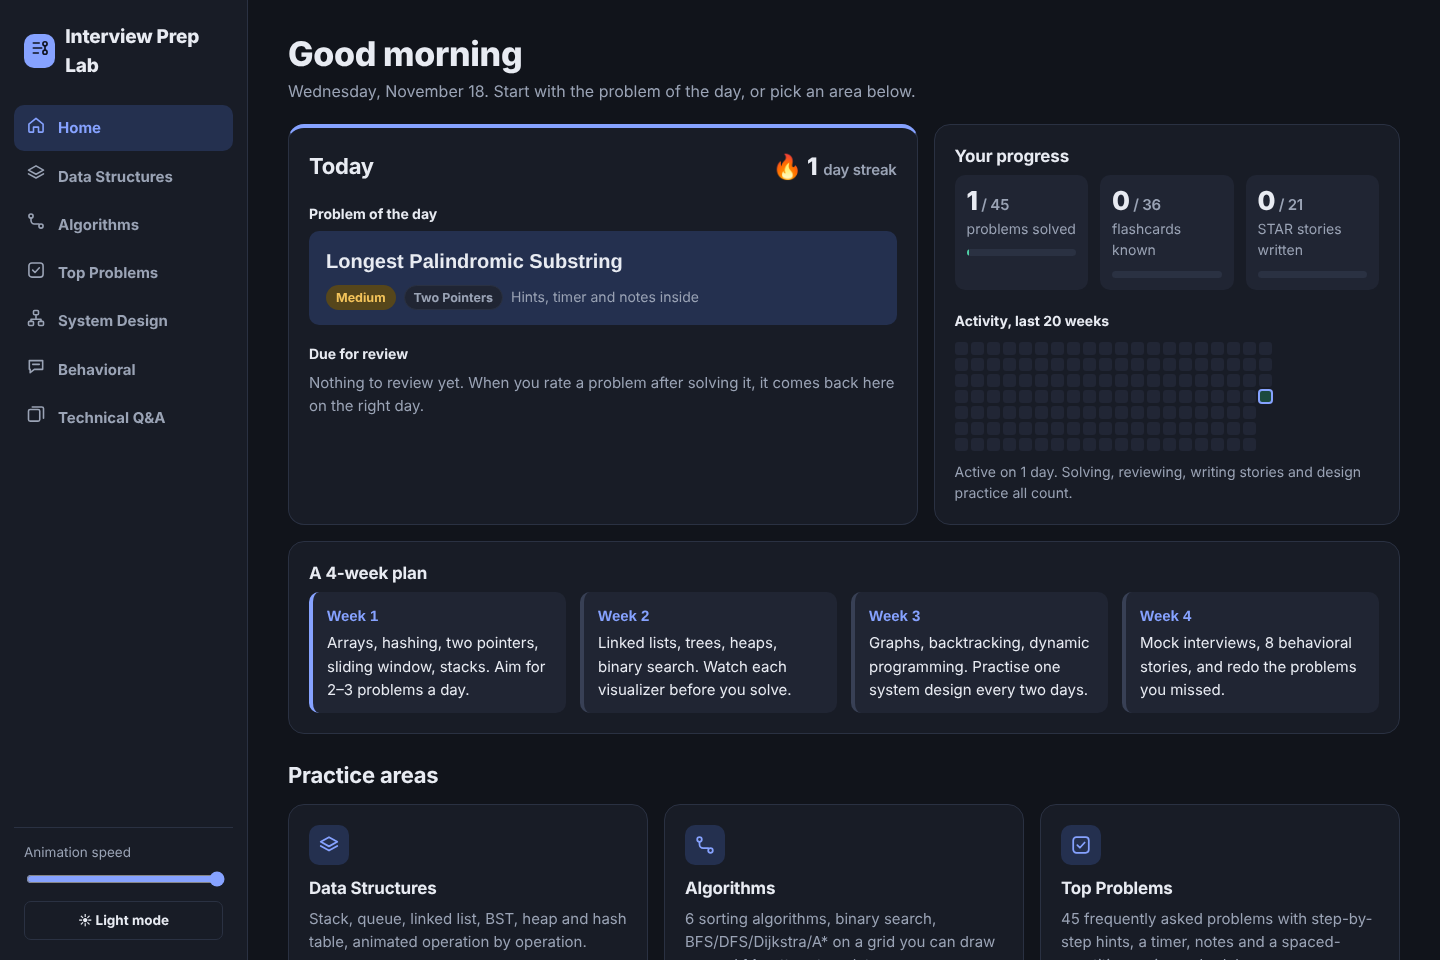 Interview Prep
Lab
Home
Data Structures
Algorithms
Top Problems
System Design
Behavioral
Technical Q&A
Animation speed
☀ Light mode
Good morning
Wednesday, November 18. Start with the problem of the day, or pick an area below.
Today
🔥 1 day streak
Problem of the day
Longest Palindromic Substring
Medium Two Pointers Hints, timer and notes inside
Due for review
Nothing to review yet. When you rate a problem after solving it, it comes back here
on the right day.
Your progress
1 / 45
problems solved
0 / 36
flashcards
known
0 / 21
STAR stories
written
Activity, last 20 weeks
Active on 1 day. Solving, reviewing, writing stories and design
practice all count.
A 4-week plan
Week 1
Arrays, hashing, two pointers,
sliding window, stacks. Aim for
2–3 problems a day.
Week 2
Linked lists, trees, heaps,
binary search. Watch each
visualizer before you solve.
Week 3
Graphs, backtracking, dynamic
programming. Practise one
system design every two days.
Week 4
Mock interviews, 8 behavioral
stories, and redo the problems
you missed.
Practice areas
Data Structures
Stack, queue, linked list, BST, heap and hash
table, animated operation by operation.
Algorithms
6 sorting algorithms, binary search,
BFS/DFS/Dijkstra/A* on a grid you can draw
Top Problems
45 frequently asked problems with step-by-
step hints, a timer, notes and a spaced-